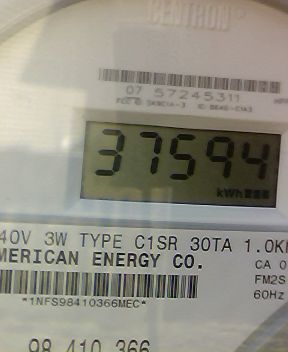 CENTRON
07 57245311
37594
kWh
40V 3W TYPE C1SR 30TA 1.0K
MERICAN ENERGY CO.
CA 0
FM2S
60Hz
*1NFS98410366MEC*
98 410 366